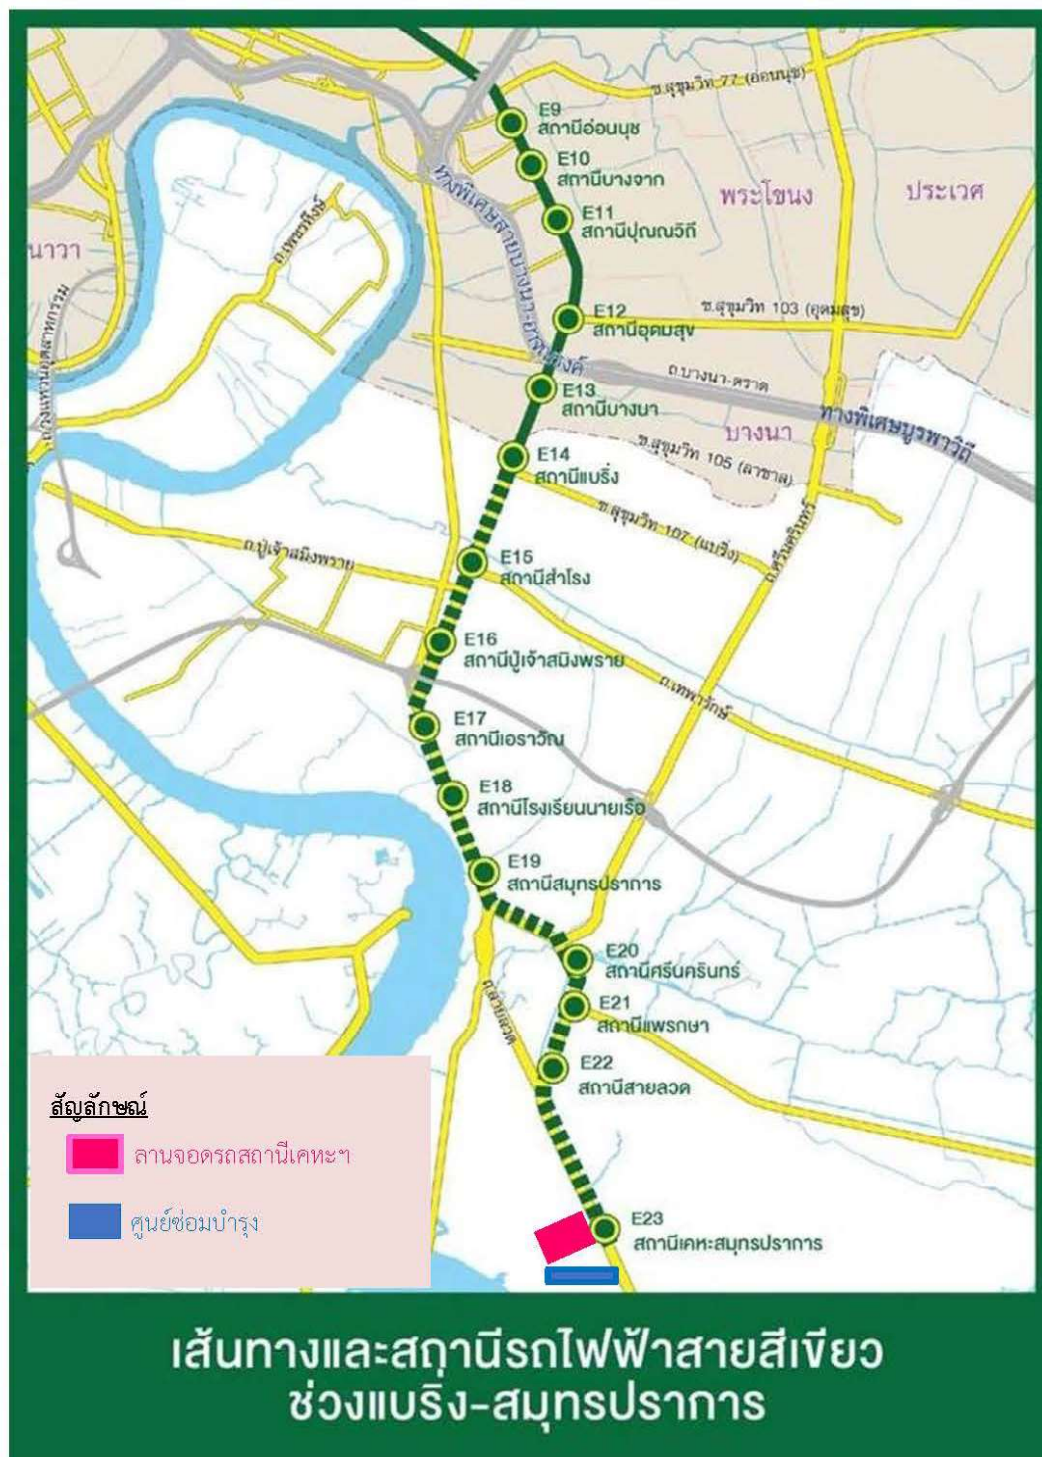 ซ.สุขุมวิท 77 (อ่อนนุช)
E9
สถานีอ่อนนุช
E10
สถานีบางจาก
ทางพิเศษสายบางนา-อาจณรงค์
พระโขนง
ประเวศ
E11
สถานีปุณณวิถี
ถ.เพชรหึงษ์
นาวา
ถ.วงแหวนอุตสาหกรรม
E12
สถานีอุดมสุข
ซ.สุขุมวิท 103 (อุดมสุข)
ถ.บางนา-ตราด
E13
สถานีบางนา
ทางพิเศษบูรพาวิถี
บางนา
ซ.สุขุมวิท 105 (ลาซาล)
E14
สถานีแบริ่ง
ซ.สุขุมวิท 107 (แบริ่ง)
ถ.ศรีนครินทร์
ถ.ปู่เจ้าสมิงพราย
E15
สถานีสำโรง
E16
สถานีปู่เจ้าสมิงพราย
ถ.เทพารักษ์
E17
สถานีเอราวัณ
E18
สถานีโรงเรียนนายเรือ
E19
สถานีสมุทรปราการ
E20
สถานีศรีนครินทร์
ถ.สายลวด
E21
สถานีแพรกษา
E22
สถานีสายลวด
สัญลักษณ์
ลานจอดรถสถานีเคหะฯ
ศูนย์ซ่อมบำรุง
E23
สถานีเคหะสมุทรปราการ
เส้นทางและสถานีรถไฟฟ้าสายสีเขียว
ช่วงแบริ่ง-สมุทรปราการ